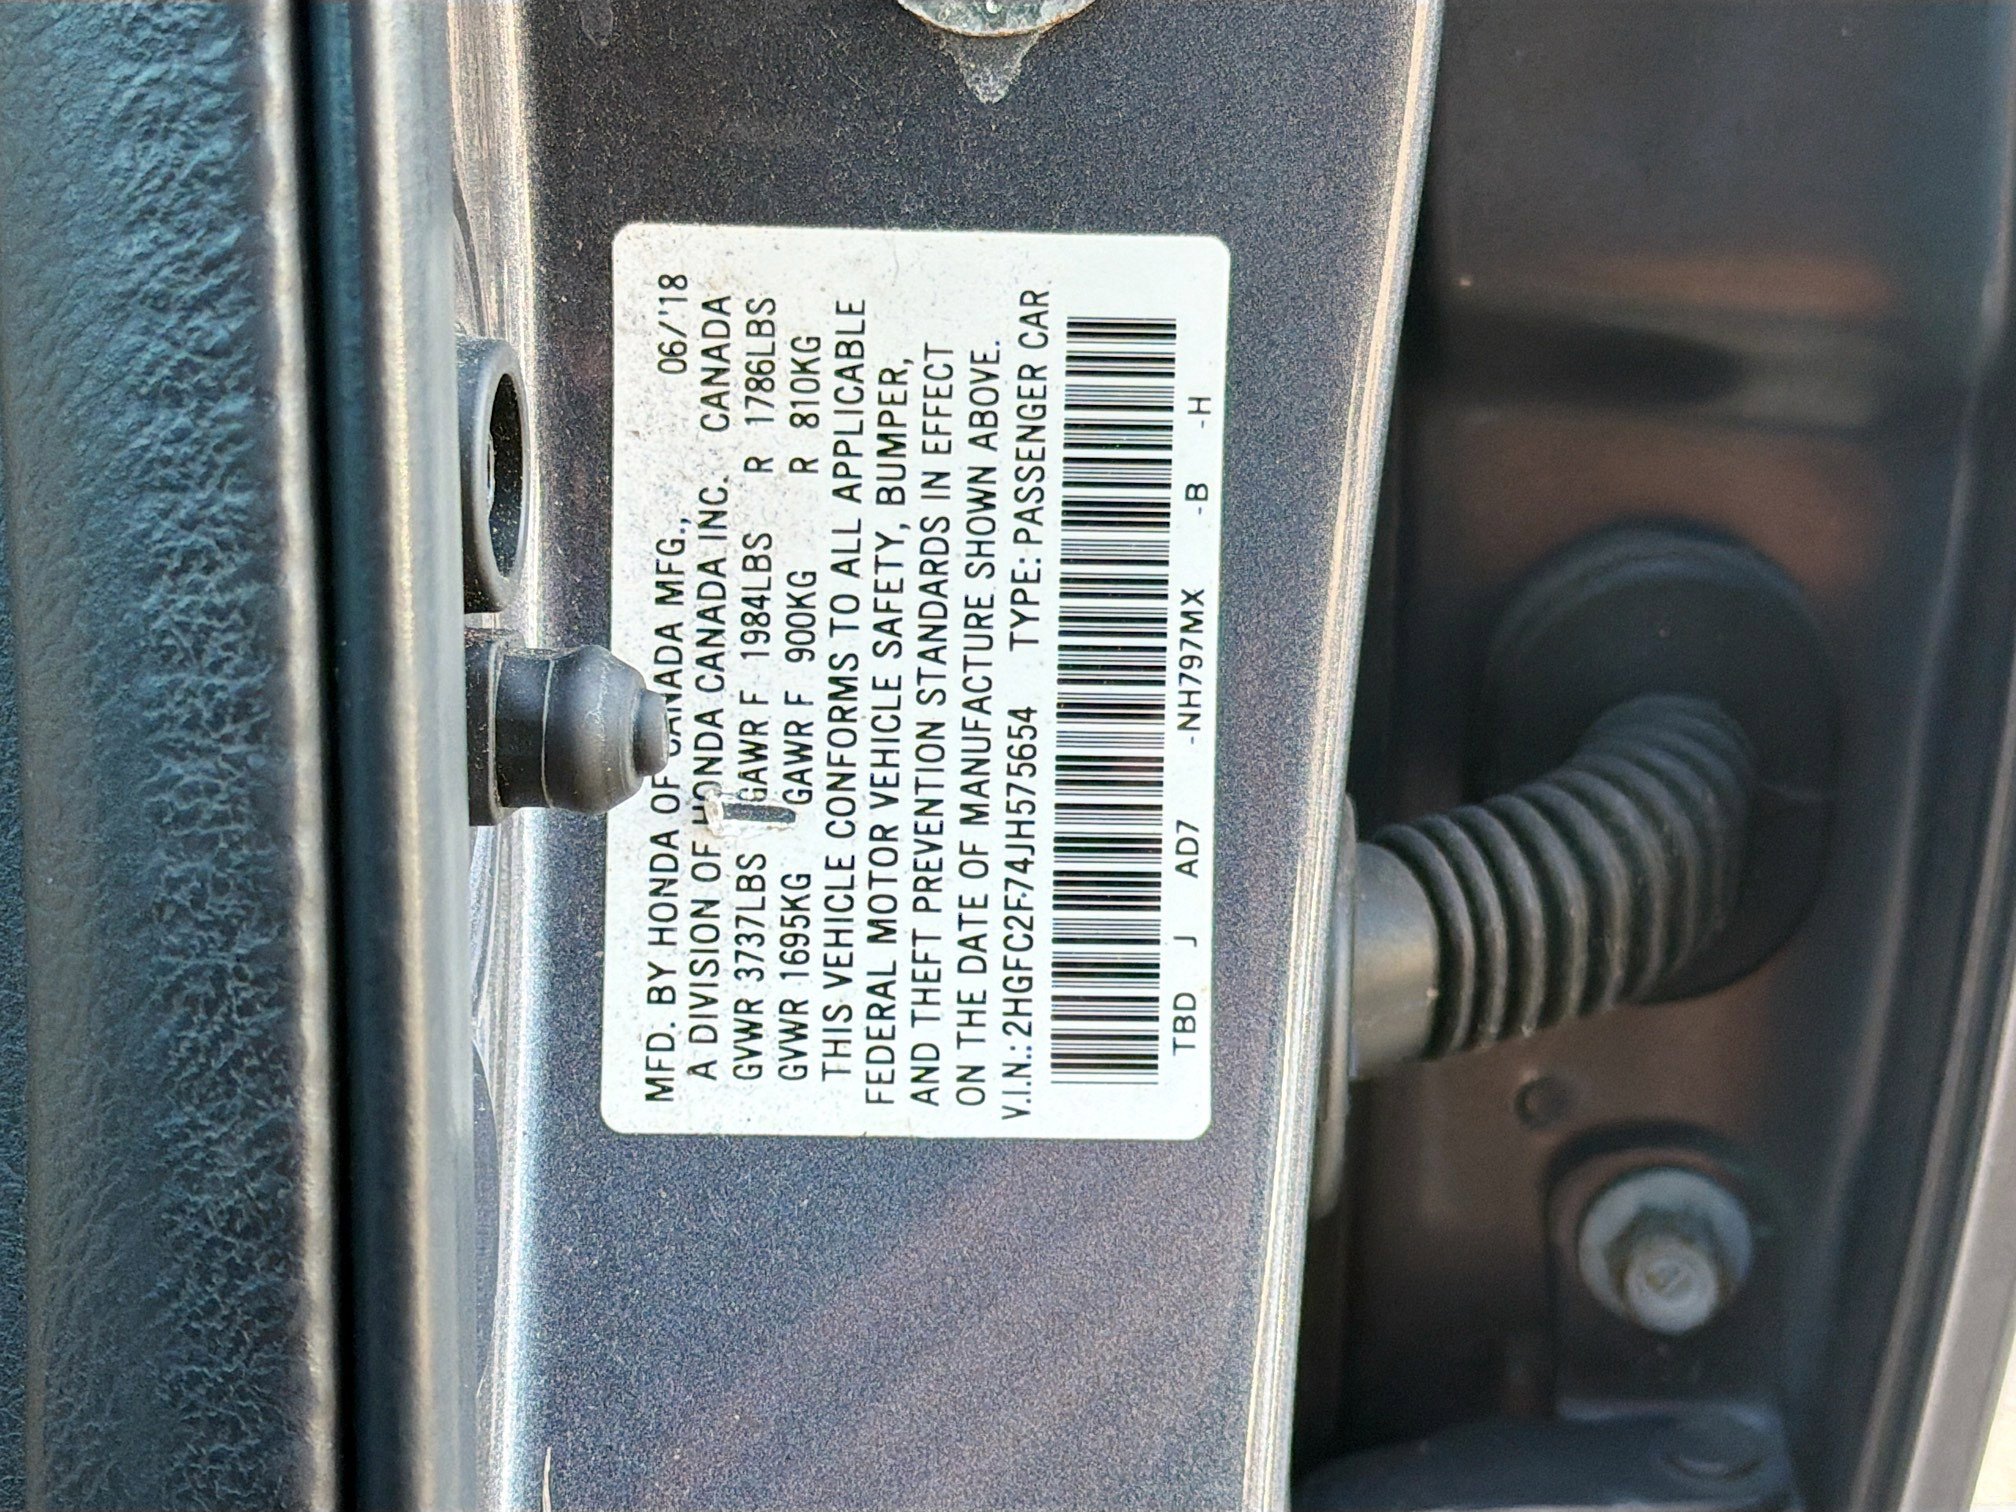 MFD. BY HONDA OF CANADA MFG., 06/'18
A DIVISION OF HONDA CANADA INC. CANADA
GVWR 3737LBS GAWR F 1984LBS R 1786LBS
GVWR 1695KG GAWR F 900KG R 810KG
THIS VEHICLE CONFORMS TO ALL APPLICABLE
FEDERAL MOTOR VEHICLE SAFETY, BUMPER,
AND THEFT PREVENTION STANDARDS IN EFFECT
ON THE DATE OF MANUFACTURE SHOWN ABOVE.
V.I.N.: 2HGFC2F74JH575654 TYPE: PASSENGER CAR
TBD J AD7 -NH797MX -B -H